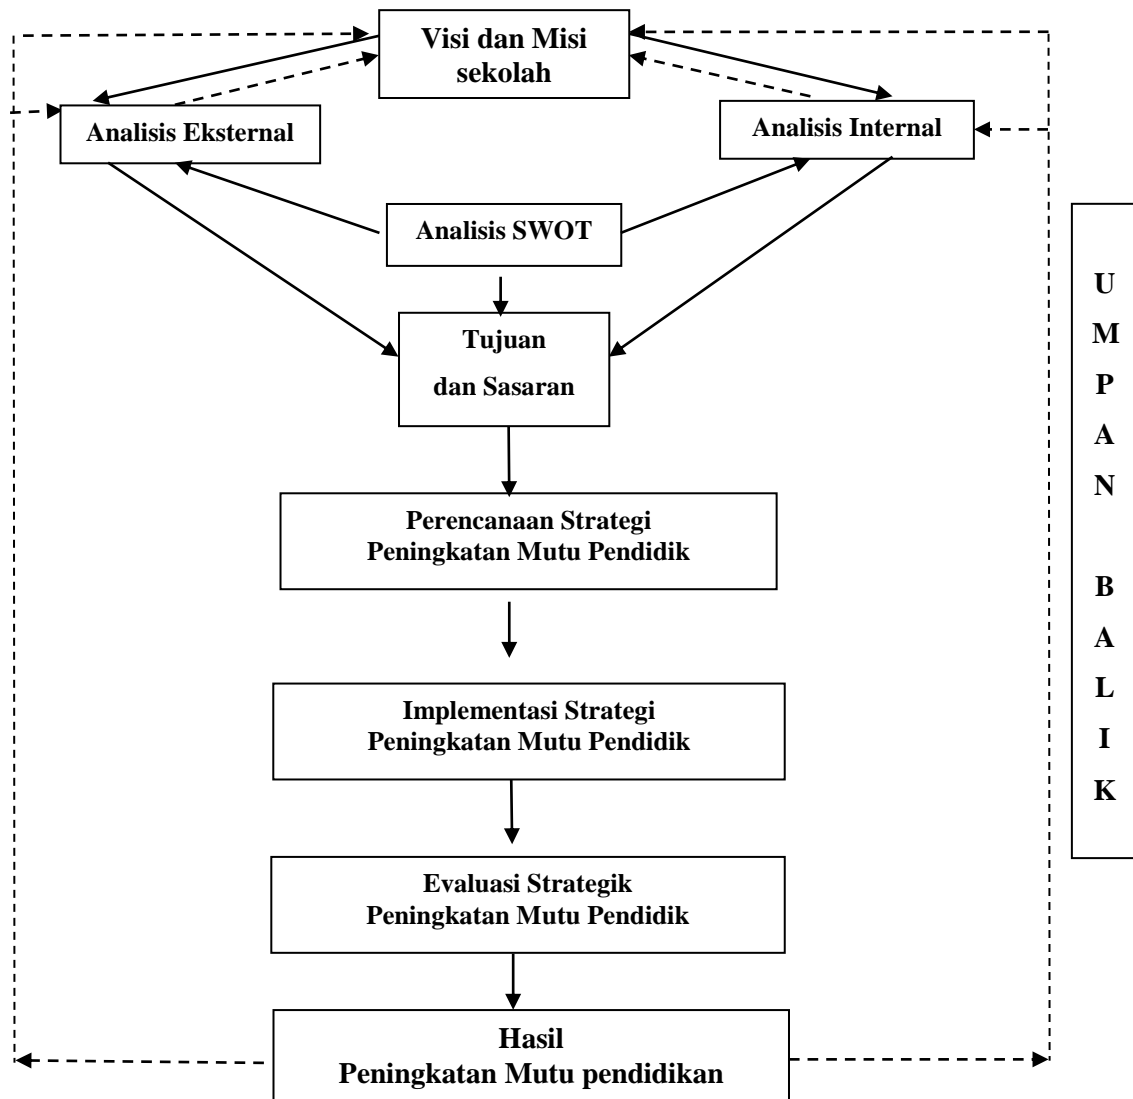 Visi dan Misi
sekolah
Analisis Eksternal
Analisis Internal
Analisis SWOT
Tujuan
dan Sasaran
Perencanaan Strategi
Peningkatan Mutu Pendidik
Implementasi Strategi
Peningkatan Mutu Pendidik
Evaluasi Strategik
Peningkatan Mutu Pendidik
Hasil
Peningkatan Mutu pendidikan
U
M
P
A
N
B
A
L
I
K